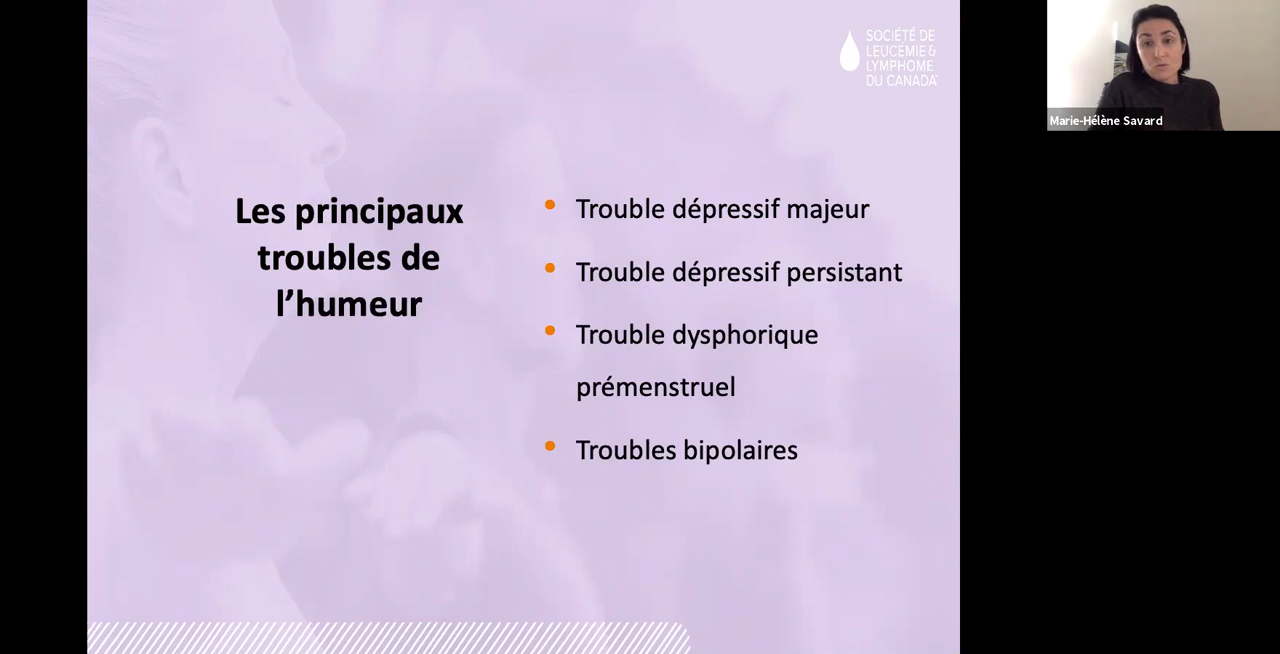 SOCIÉTÉ DE
LEUCÉMIE &
LYMPHOME
DU CANADA
Marie-Hélène Savard
Les principaux
troubles de
l’humeur
• Trouble dépressif majeur
• Trouble dépressif persistant
• Trouble dysphorique
prémenstruel
• Troubles bipolaires